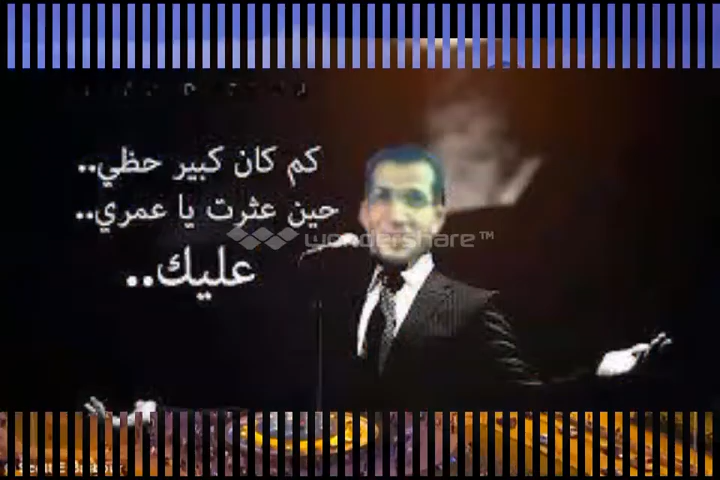 كم كان كبير حظي..
حين عثرت يا عمري..
عليك..
wondershare™